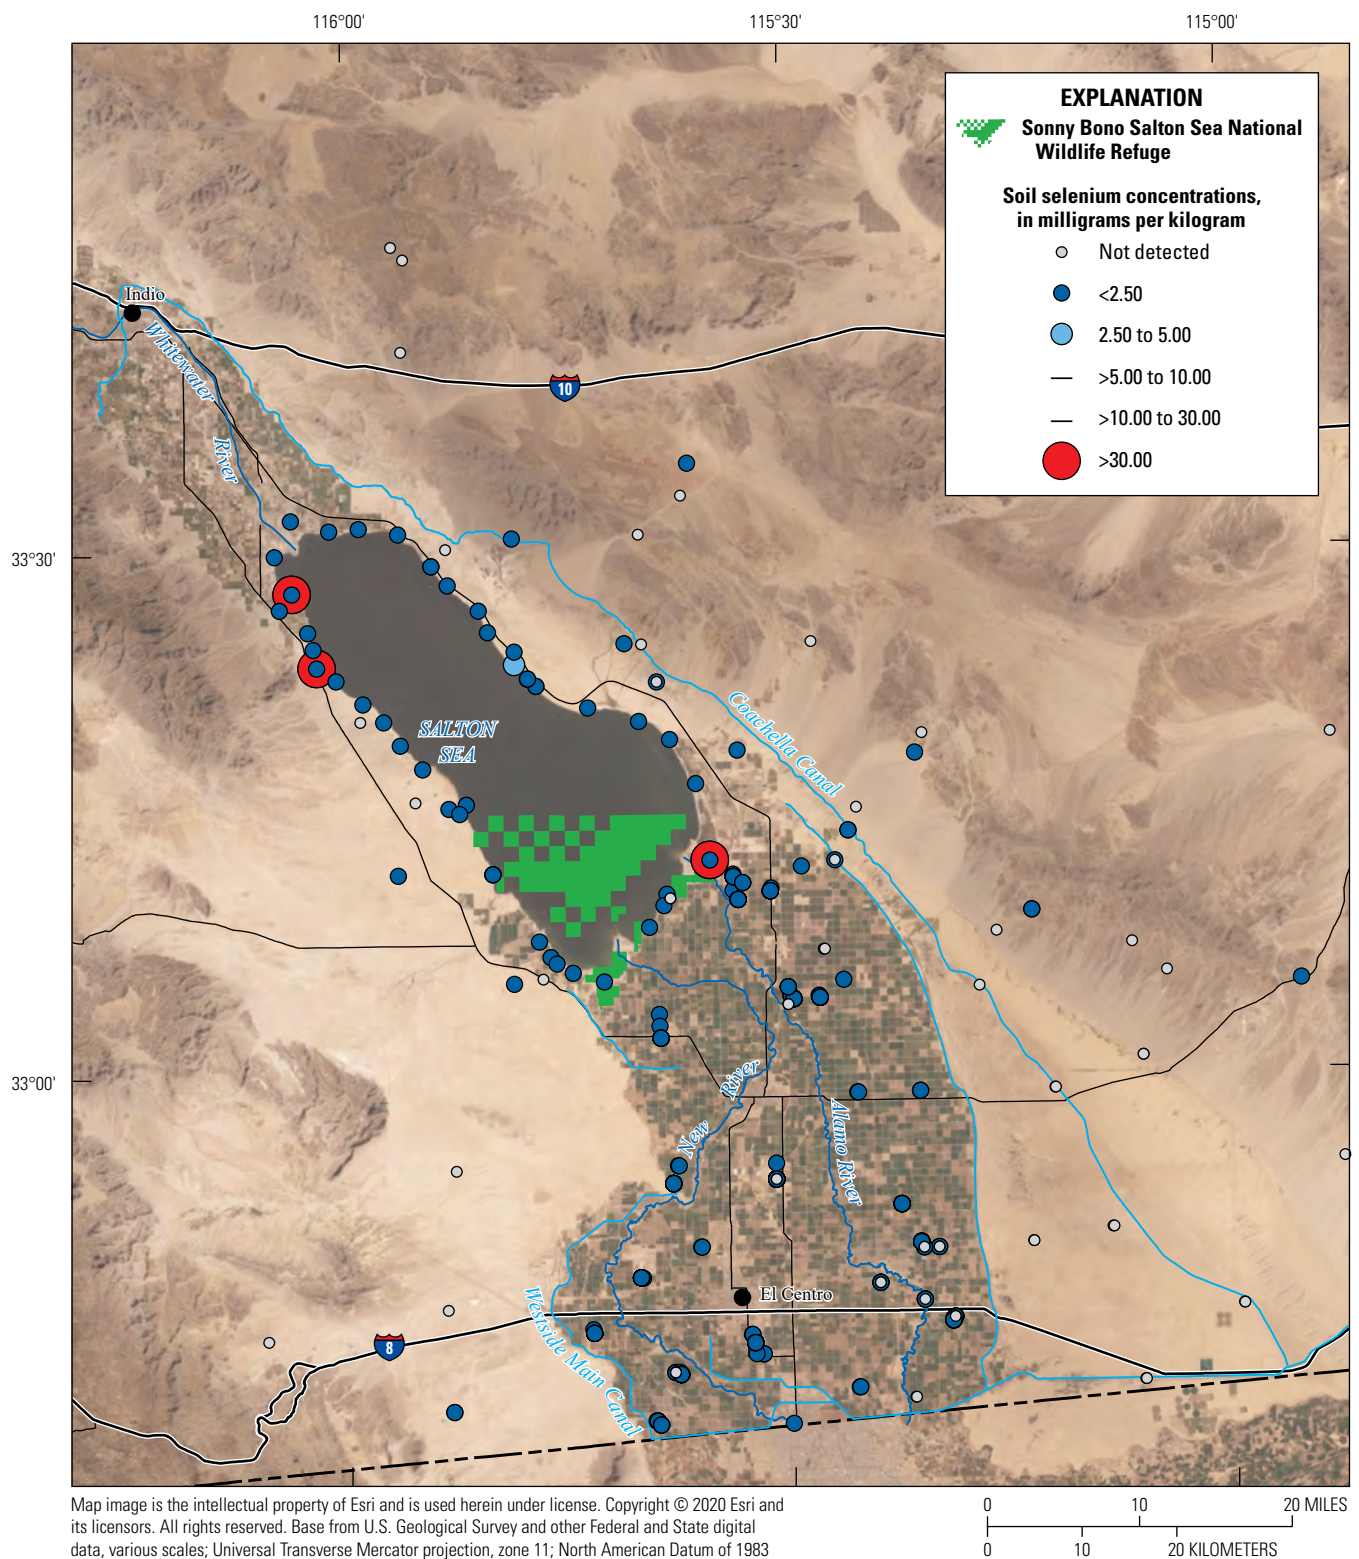 116°00'
115°30'
115°00'
EXPLANATION
Sonny Bono Salton Sea National
Wildlife Refuge
Soil selenium concentrations,
in milligrams per kilogram
Not detected
<2.50
2.50 to 5.00
>5.00 to 10.00
>10.00 to 30.00
>30.00
Indio
Whitewater
River
10
33°30'
SALTON
SEA
Coachella Canal
33°00'
River
New
Alamo River
El Centro
Westside Main Canal
8
Map image is the intellectual property of Esri and is used herein under license. Copyright © 2020 Esri and
its licensors. All rights reserved. Base from U.S. Geological Survey and other Federal and State digital
data, various scales; Universal Transverse Mercator projection, zone 11; North American Datum of 1983
0 10 20 MILES
0 10 20 KILOMETERS